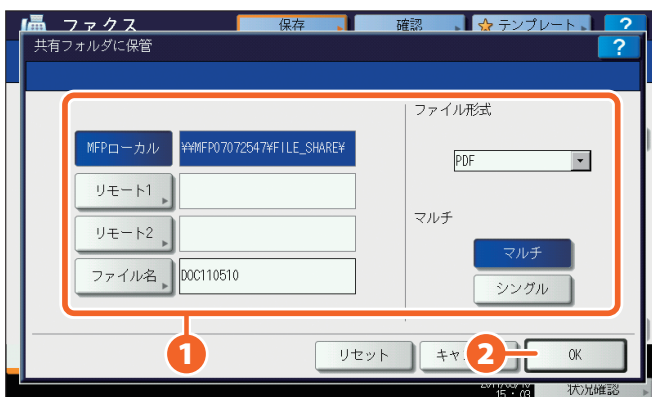 ファクス 保存 確認 テンプレート ?
共有フォルダに保管 ?
ファイル形式
MFPローカル ¥¥MFP07072547¥FILE_SHARE¥
PDF
リモート1
マルチ
リモート2
マルチ
ファイル名 DOC110510
シングル
1 2
リセット キャ OK
15:03 状況確認